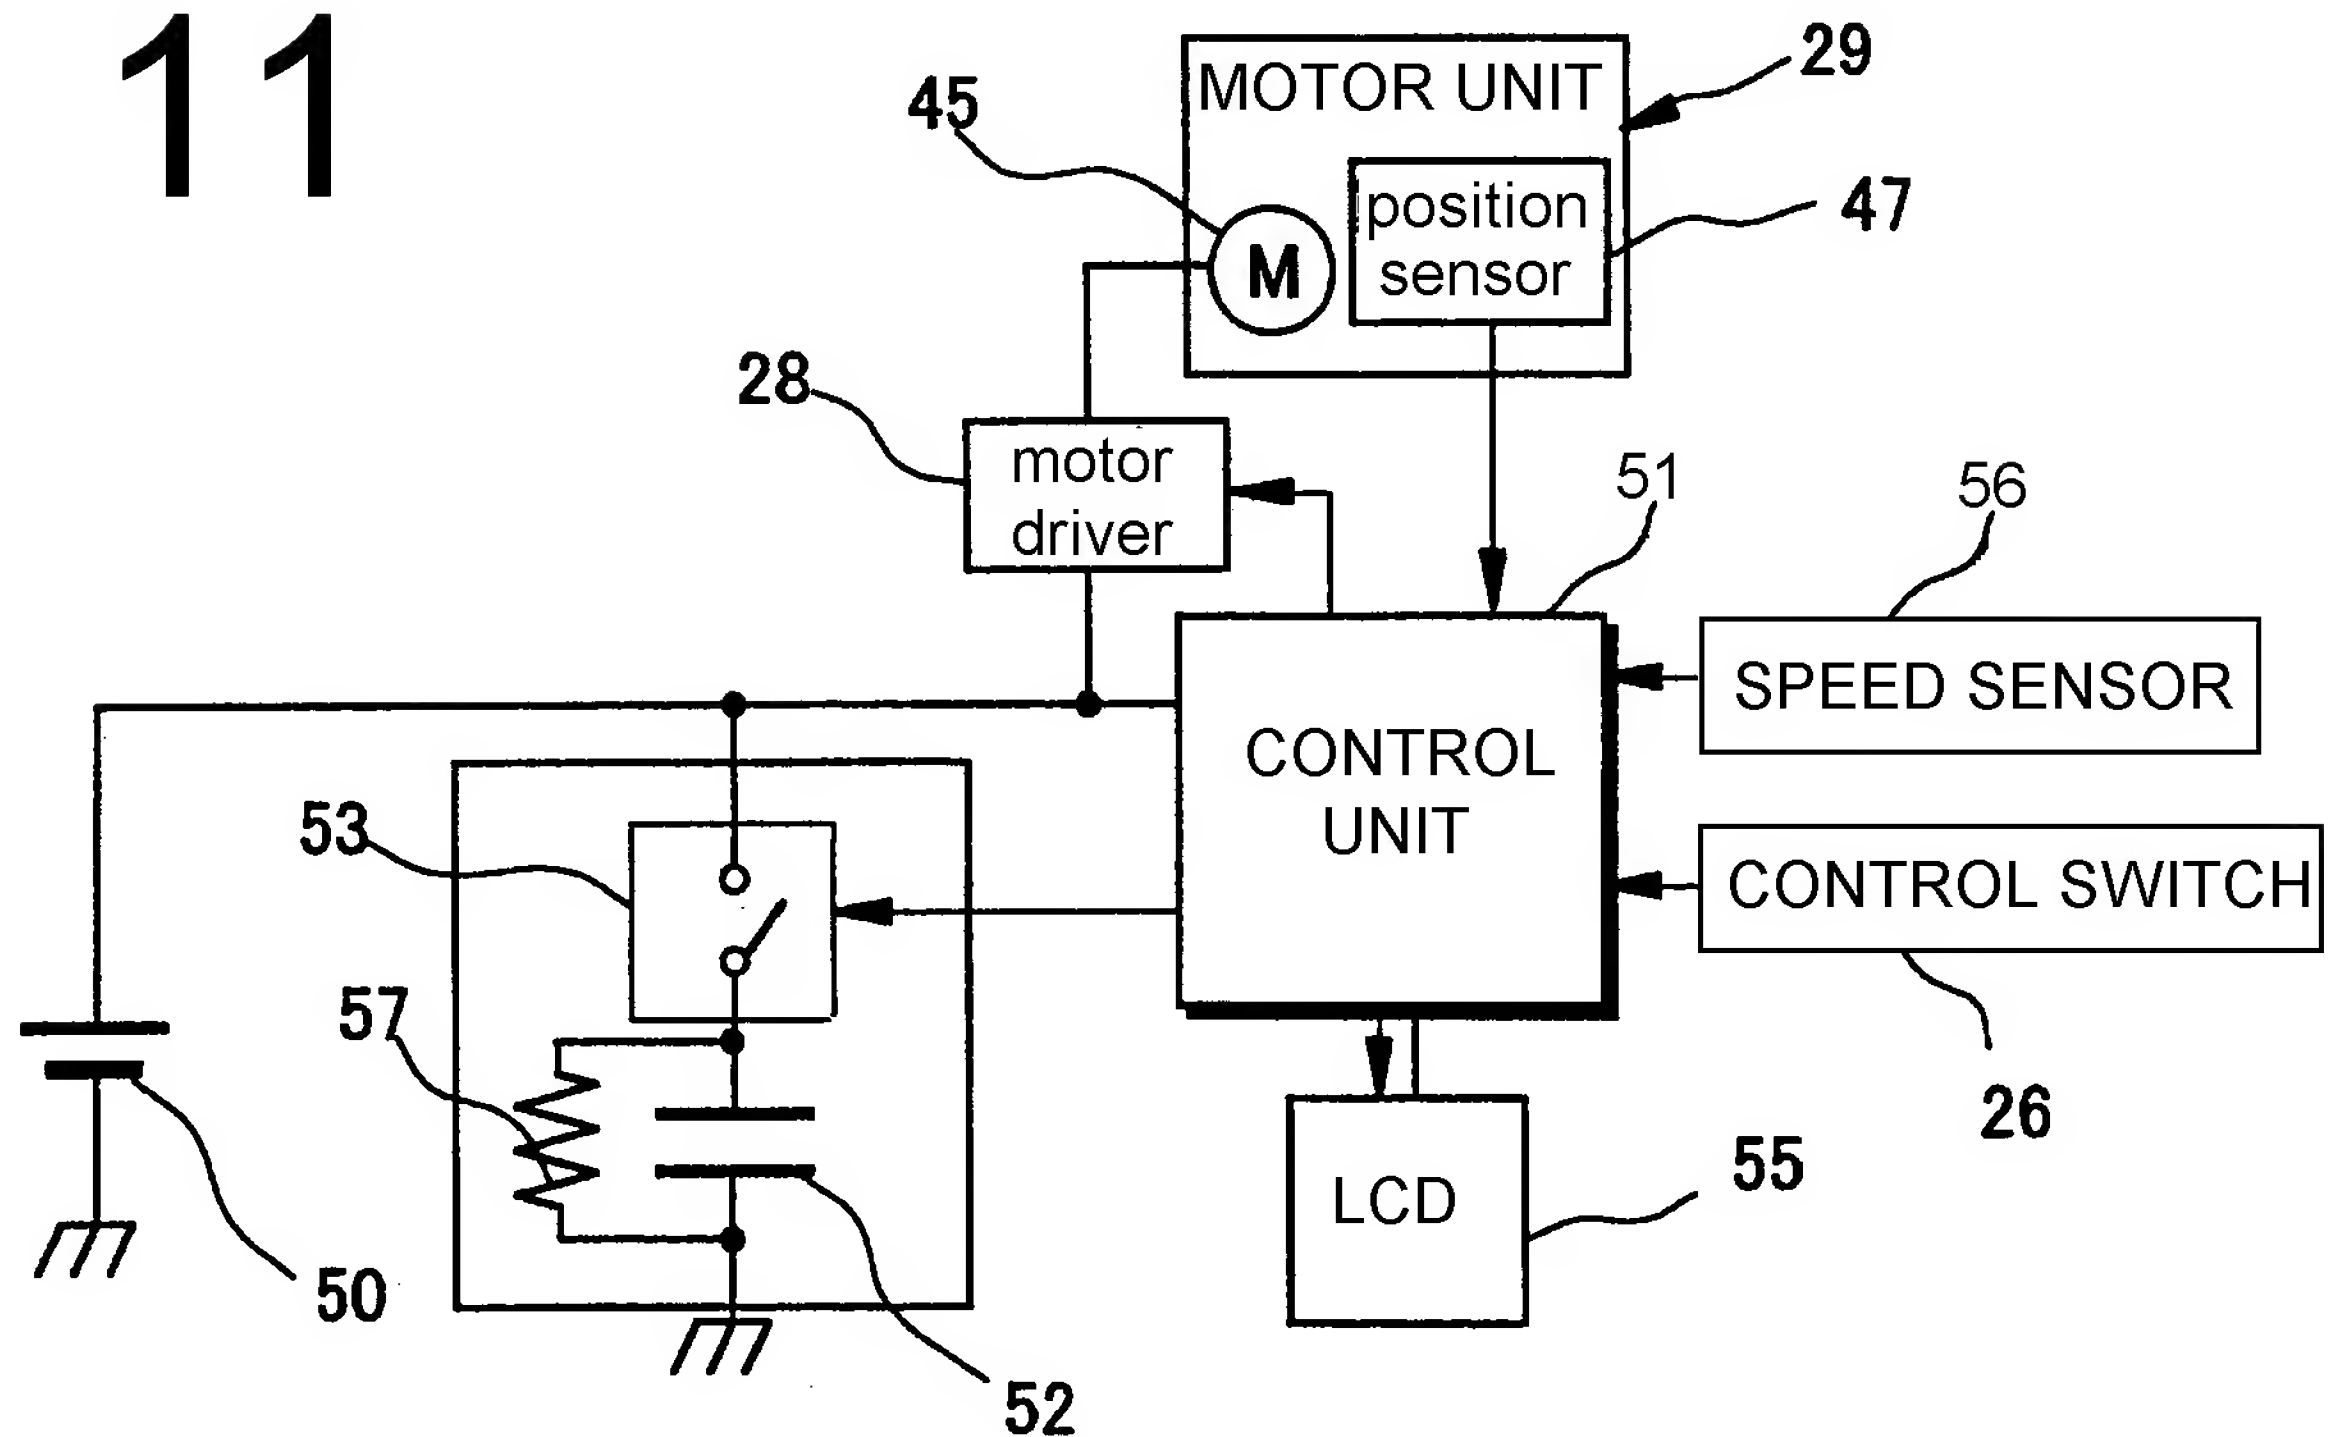 11
29
MOTOR UNIT
45
position
sensor
47
M
28
motor
driver
51
56
SPEED SENSOR
CONTROL
UNIT
53
CONTROL SWITCH
57
26
LCD
55
50
52